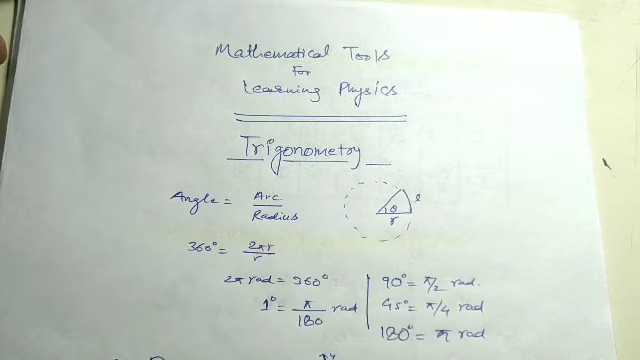 Mathematical Tools
For
Learning Physics
Trigonometry
Angle = Arc / Radius
θ
r
l
360° = 2πr / r
2π rad = 360°
1° = π / 180 rad
90° = π/2 rad.
45° = π/4 rad
180° = π rad